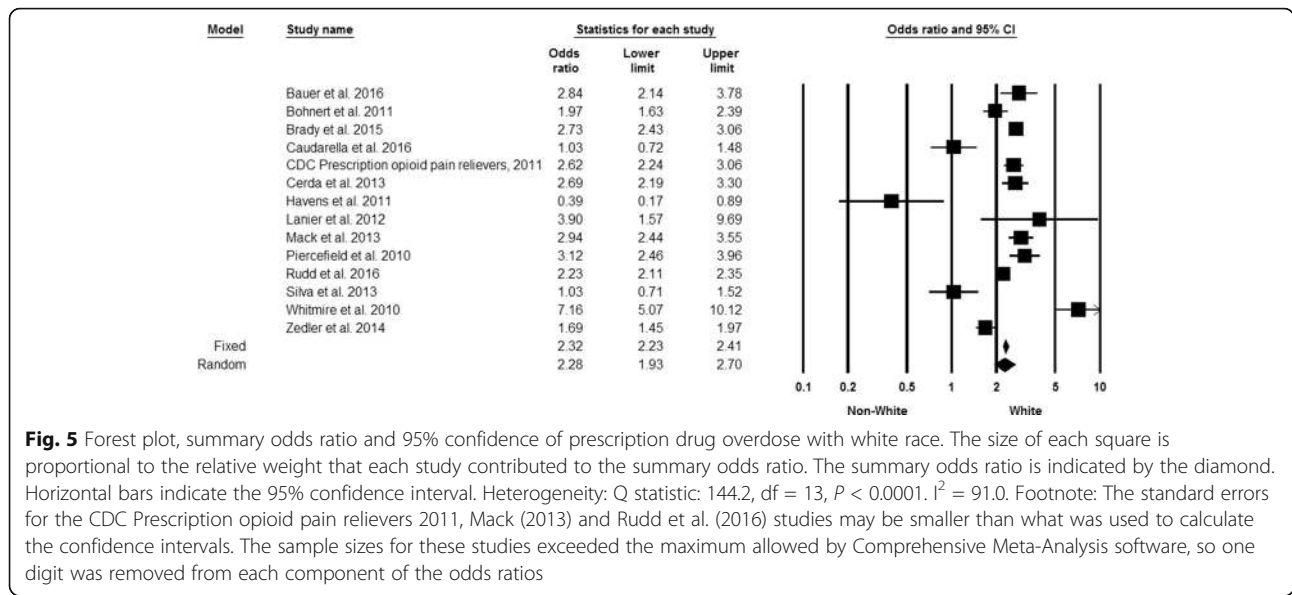 Model Study name Statistics for each study Odds ratio and 95% CI
Odds ratio Lower limit Upper limit
Bauer et al. 2016 2.84 2.14 3.78
Bohnert et al. 2011 1.97 1.63 2.39
Brady et al. 2015 2.73 2.43 3.06
Caudarella et al. 2016 1.03 0.72 1.48
CDC Prescription opioid pain relievers, 2011 2.62 2.24 3.06
Cerda et al. 2013 2.69 2.19 3.30
Havens et al. 2011 0.39 0.17 0.89
Lanier et al. 2012 3.90 1.57 9.69
Mack et al. 2013 2.94 2.44 3.55
Piercefield et al. 2010 3.12 2.46 3.96
Rudd et al. 2016 2.23 2.11 2.35
Silva et al. 2013 1.03 0.71 1.52
Whitmire et al. 2010 7.16 5.07 10.12
Zedler et al. 2014 1.69 1.45 1.97
Fixed 2.32 2.23 2.41
Random 2.28 1.93 2.70
0.1 0.2 0.5 1 2 5 10
Non-White White
Fig. 5 Forest plot, summary odds ratio and 95% confidence of prescription drug overdose with white race. The size of each square is
proportional to the relative weight that each study contributed to the summary odds ratio. The summary odds ratio is indicated by the diamond.
Horizontal bars indicate the 95% confidence interval. Heterogeneity: Q statistic: 144.2, df = 13, P < 0.0001. I² = 91.0. Footnote: The standard errors
for the CDC Prescription opioid pain relievers 2011, Mack (2013) and Rudd et al. (2016) studies may be smaller than what was used to calculate
the confidence intervals. The sample sizes for these studies exceeded the maximum allowed by Comprehensive Meta-Analysis software, so one
digit was removed from each component of the odds ratios